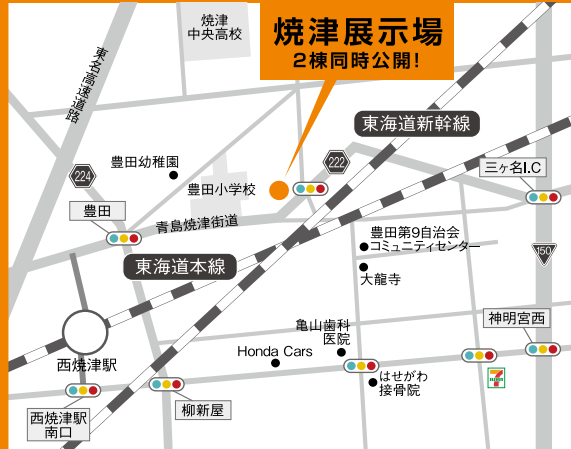 焼津
中央高校
焼津展示場
2棟同時公開!
東名高速道路
東海道新幹線
222
三ヶ名I.C
豊田幼稚園
224
豊田小学校
豊田
青島焼津街道
豊田第9自治会
コミュニティセンター
150
東海道本線
大龍寺
神明宮西
亀山歯科
医院
Honda Cars
西焼津駅
はせがわ
接骨院
7
ELEVEN
西焼津駅
南口
柳新屋